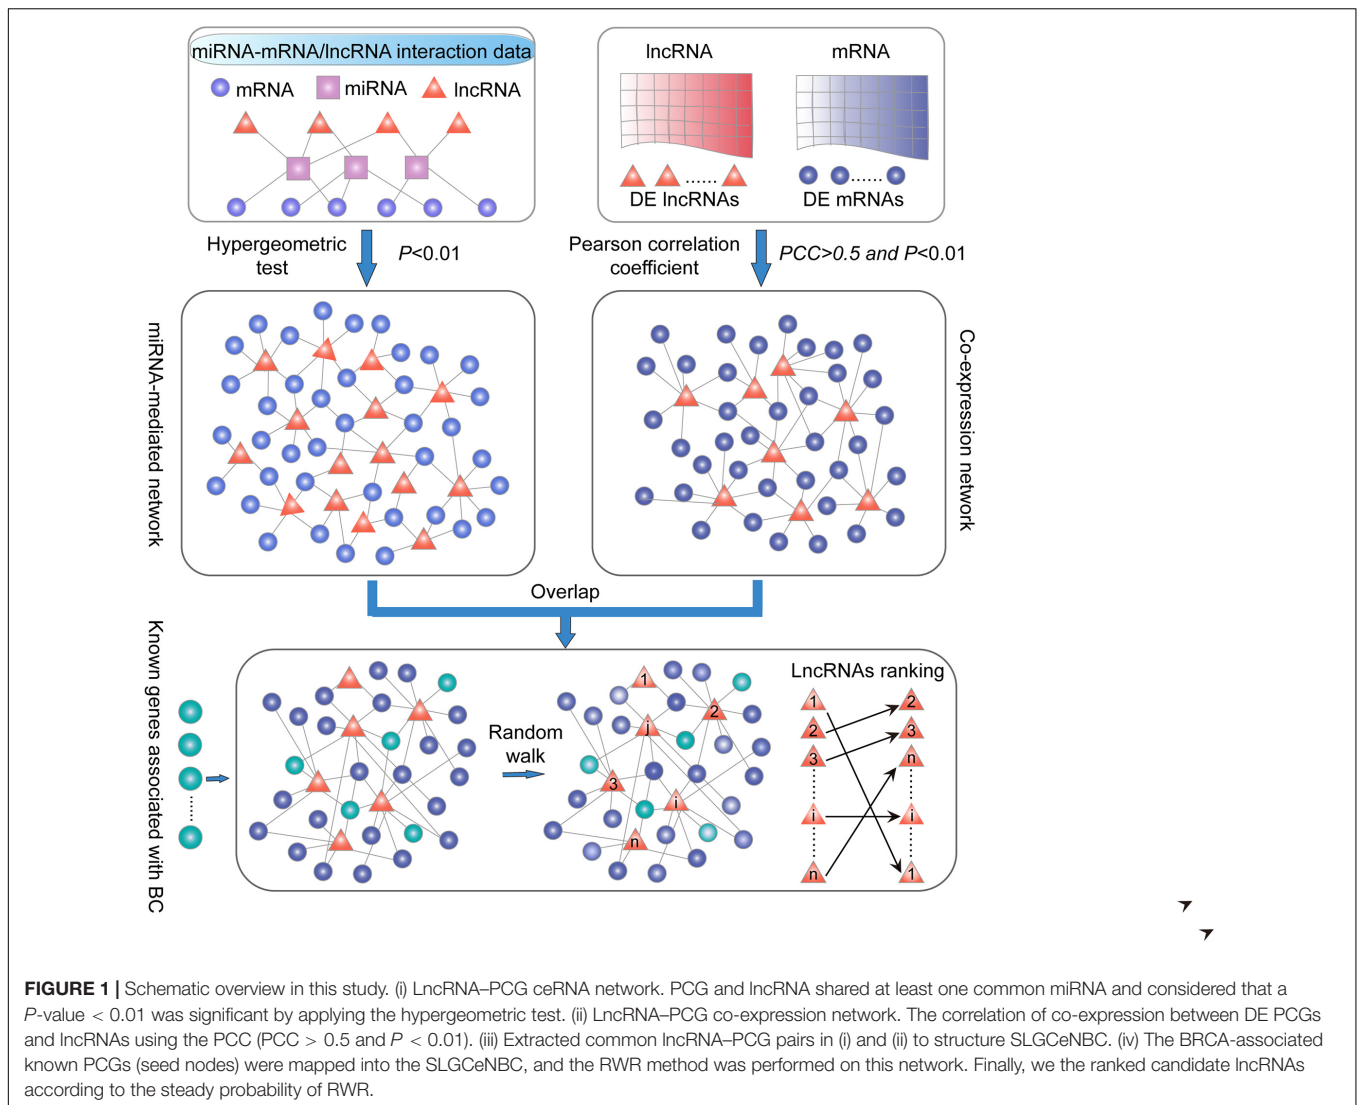 miRNA-mRNA/lncRNA interaction data
mRNA
miRNA
lncRNA
lncRNA
mRNA
DE lncRNAs
DE mRNAs
Hypergeometric
test
P<0.01
Pearson correlation
coefficient
PCC>0.5 and P<0.01
miRNA-mediated network
Co-expression network
Overlap
Known genes associated with BC
Random
walk
1
2
j
3
i
n
LncRNAs ranking
1 2
2 3
3 n
i i
n 1
FIGURE 1 | Schematic overview in this study. (i) LncRNA–PCG ceRNA network. PCG and lncRNA shared at least one common miRNA and considered that a
P-value < 0.01 was significant by applying the hypergeometric test. (ii) LncRNA–PCG co-expression network. The correlation of co-expression between DE PCGs
and lncRNAs using the PCC (PCC > 0.5 and P < 0.01). (iii) Extracted common lncRNA–PCG pairs in (i) and (ii) to structure SLGCeNBC. (iv) The BRCA-associated
known PCGs (seed nodes) were mapped into the SLGCeNBC, and the RWR method was performed on this network. Finally, we the ranked candidate lncRNAs
according to the steady probability of RWR.